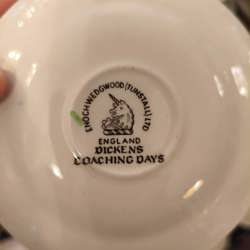 ENOCH WEDGWOOD (TUNSTALL) LTD
ENGLAND
DICKENS
COACHING DAYS